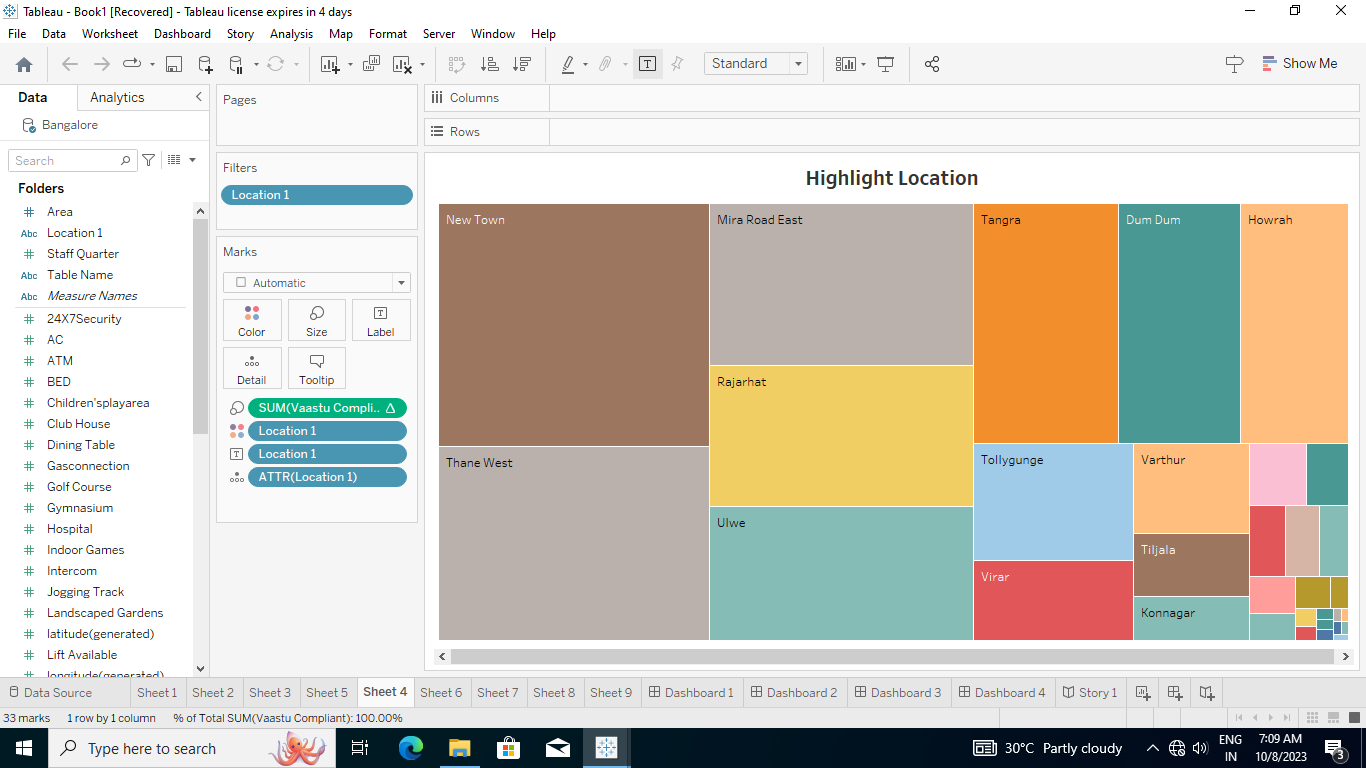 Tableau - Book1 [Recovered] - Tableau license expires in 4 days
File Data Worksheet Dashboard Story Analysis Map Format Server Window Help
Standard
Show Me
Data Analytics
Bangalore
Search
Folders
Area
Abc Location 1
Staff Quarter
Abc Table Name
Abc Measure Names
24X7Security
AC
ATM
BED
Children'splayarea
Club House
Dining Table
Gasconnection
Golf Course
Gymnasium
Hospital
Indoor Games
Intercom
Jogging Track
Landscaped Gardens
latitude(generated)
Lift Available
longitude(generated)
Pages
Filters
Location 1
Marks
Automatic
Color Size Label
Detail Tooltip
SUM(Vaastu Compli.. Δ
Location 1
Location 1
ATTR(Location 1)
Columns
Rows
Highlight Location
New Town
Mira Road East
Tangra
Dum Dum
Howrah
Rajarhat
Thane West
Tollygunge
Varthur
Ulwe
Tiljala
Virar
Konnagar
Data Source Sheet 1 Sheet 2 Sheet 3 Sheet 5 Sheet 4 Sheet 6 Sheet 7 Sheet 8 Sheet 9 Dashboard 1 Dashboard 2 Dashboard 3 Dashboard 4 Story 1
33 marks 1 row by 1 column % of Total SUM(Vaastu Compliant): 100.00%
Type here to search
30°C Partly cloudy
ENG
IN
7:09 AM
10/8/2023
3